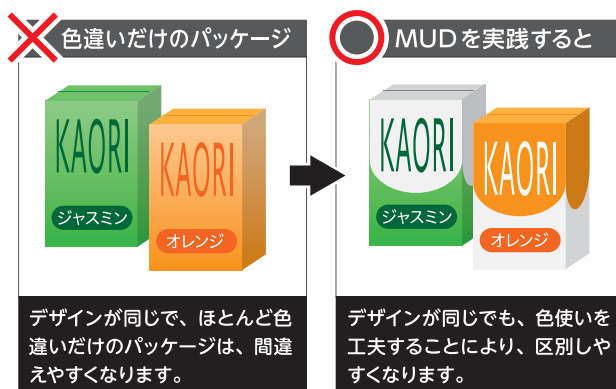 色違いだけのパッケージ
KAORI
ジャスミン
KAORI
オレンジ
デザインが同じで、ほとんど色
違いだけのパッケージは、間違
えやすくなります。
MUDを実践すると
KAORI
ジャスミン
KAORI
オレンジ
デザインが同じでも、色使いを
工夫することにより、区別しや
すくなります。